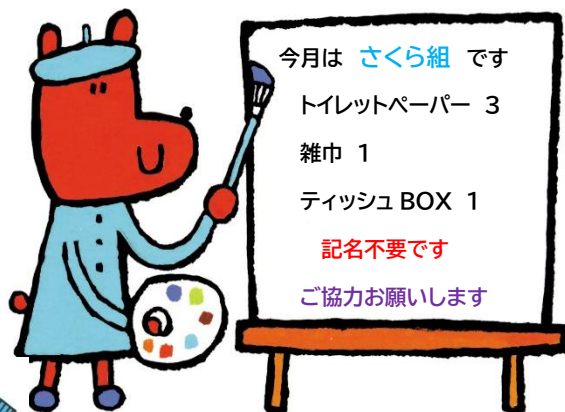 今月は さくら組 です
トイレットペーパー 3
雑巾 1
ティッシュ BOX 1
記名不要です
ご協力お願いします